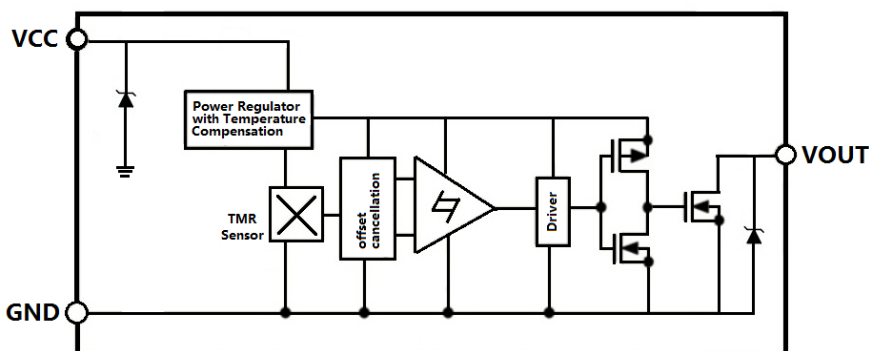 VCC
Power Regulator
with Temperature
Compensation
VOUT
TMR
Sensor
offset
cancellation
Driver
GND